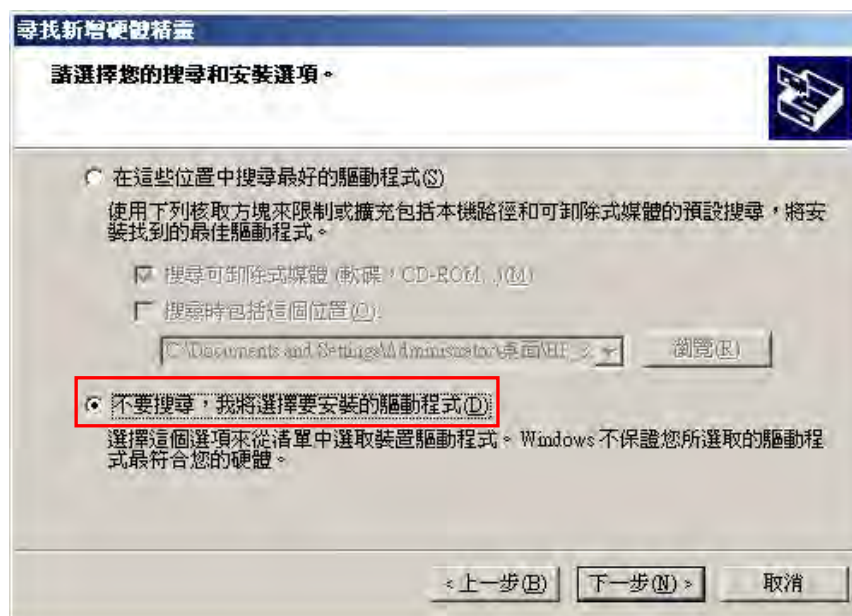 尋找新增硬體精靈
請選擇您的搜尋和安裝選項。
在這些位置中搜尋最好的驅動程式(S)
使用下列核取方塊來限制或擴充包括本機路徑和可卸除式媒體的預設搜尋，將安
裝找到的最佳驅動程式。
搜尋可卸除式媒體 (軟碟，CD-ROM...)(M)
搜尋時包括這個位置(O):
C:\Documents and Settings\Administrator\桌面\
瀏覽(R)
不要搜尋，我將選擇要安裝的驅動程式(D)
選擇這個選項來從清單中選取裝置驅動程式。Windows 不保證您所選取的驅動程
式最符合您的硬體。
<上一步(B)
下一步(N) >
取消